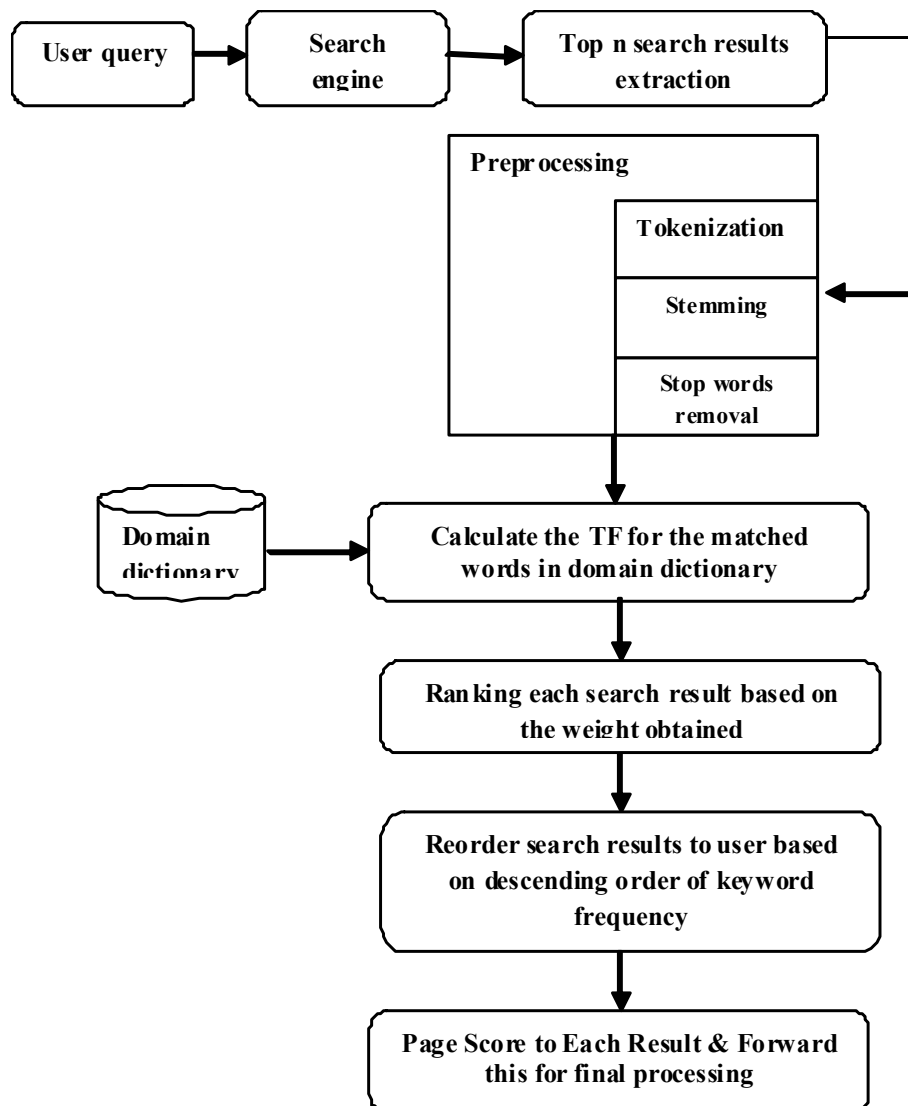 User query
Search
engine
Top n search results
extraction
Preprocessing
Tokenization
Stemming
Stop words
removal
Domain
dictionary
Calculate the TF for the matched
words in domain dictionary
Ranking each search result based on
the weight obtained
Reorder search results to user based
on descending order of keyword
frequency
Page Score to Each Result & Forward
this for final processing